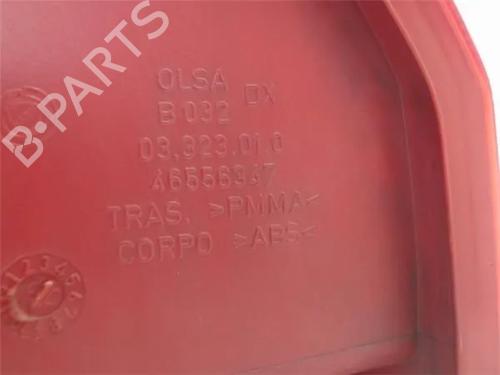 OLSA DX
B 032
03.323.01 0
46556347
TRAS. >PMMA<
CORPO >ABS<
B-PARTS